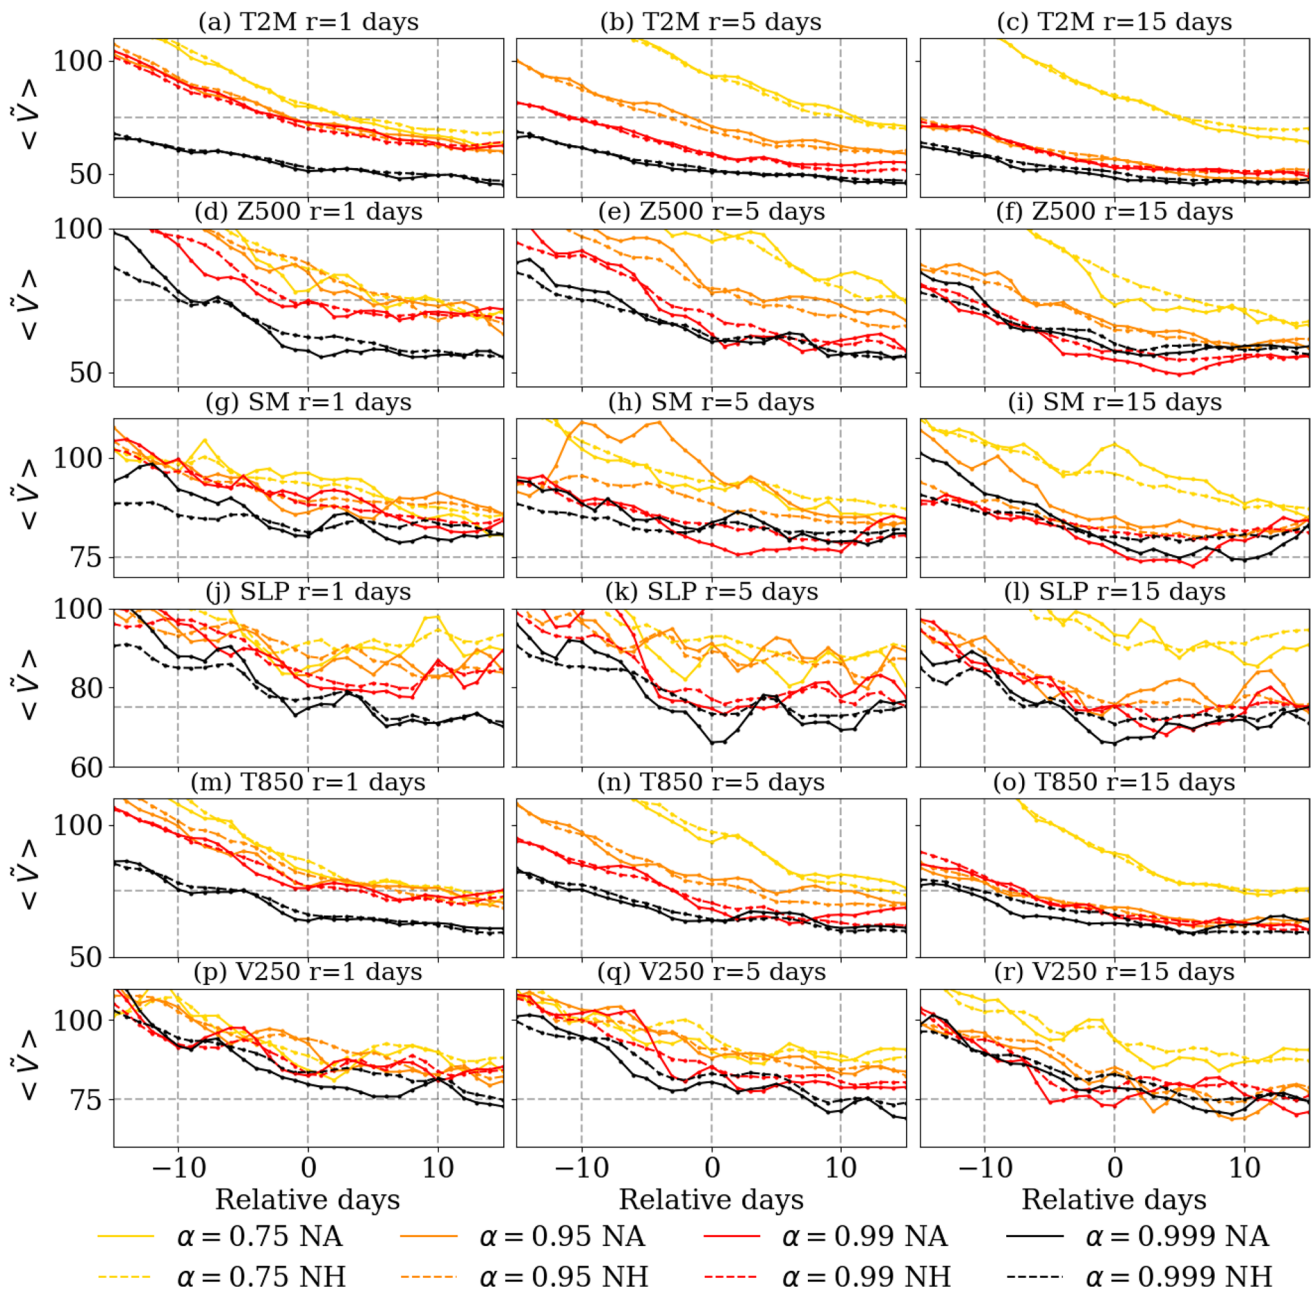 (a) T2M r=1 days (b) T2M r=5 days (c) T2M r=15 days
100
< Ṽ >
50
(d) Z500 r=1 days (e) Z500 r=5 days (f) Z500 r=15 days
100
< Ṽ >
50
(g) SM r=1 days (h) SM r=5 days (i) SM r=15 days
100
< Ṽ >
75
(j) SLP r=1 days (k) SLP r=5 days (l) SLP r=15 days
100
80
< Ṽ >
60
(m) T850 r=1 days (n) T850 r=5 days (o) T850 r=15 days
100
< Ṽ >
50
(p) V250 r=1 days (q) V250 r=5 days (r) V250 r=15 days
100
< Ṽ >
75
−10 0 10 −10 0 10 −10 0 10
Relative days Relative days Relative days
α = 0.75 NA α = 0.95 NA α = 0.99 NA α = 0.999 NA
α = 0.75 NH α = 0.95 NH α = 0.99 NH α = 0.999 NH